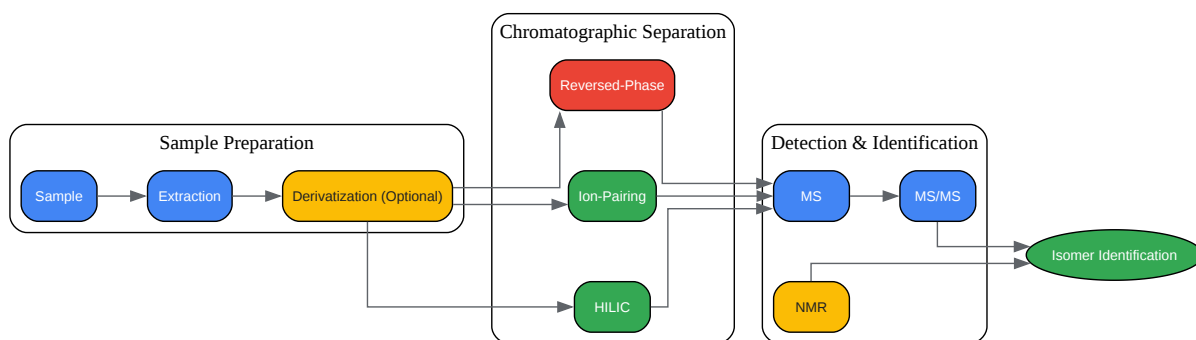 Sample Preparation
Sample
Extraction
Derivatization (Optional)
Chromatographic Separation
Reversed-Phase
Ion-Pairing
HILIC
Detection & Identification
MS
MS/MS
NMR
Isomer Identification